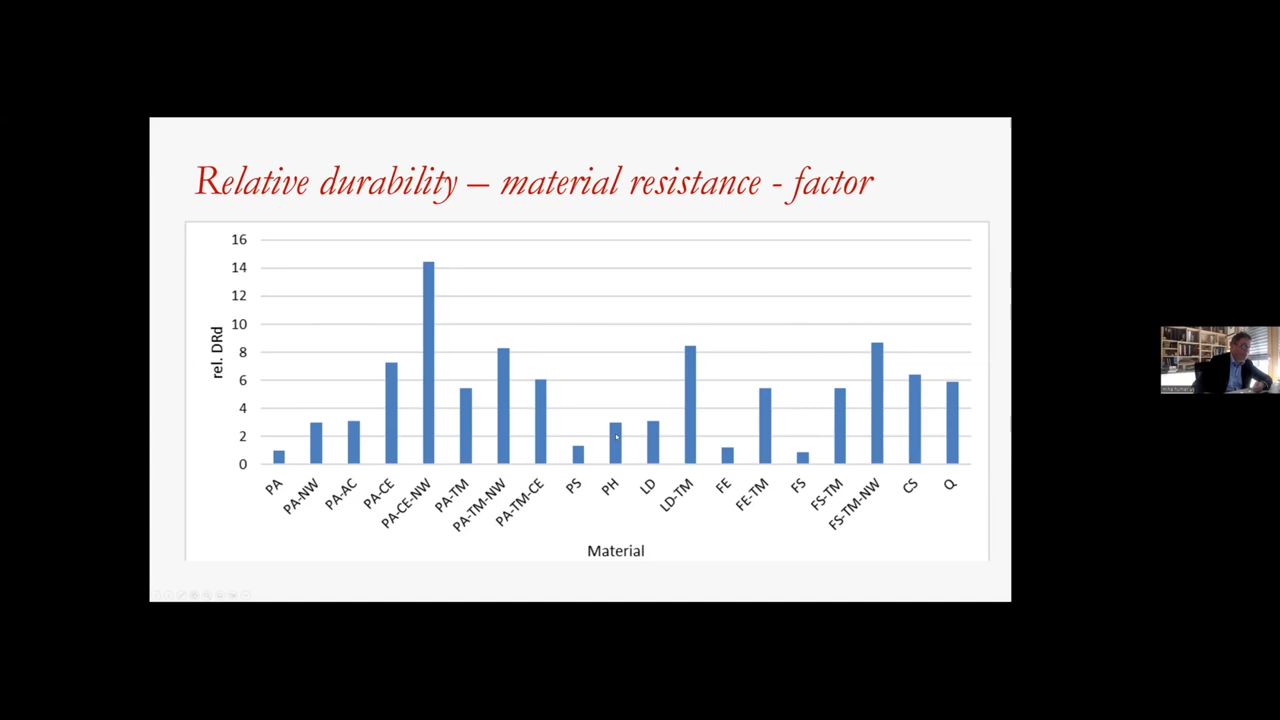 Relative durability – material resistance - factor
16
14
12
10
8
6
4
2
0
rel. DRd
PA
PA-NW
PA-AC
PA-CE
PA-CE-NW
PA-TM
PA-TM-NW
PA-TM-CE
PS
PH
LD
LD-TM
FE
FE-TM
FS
FS-TM
FS-TM-NW
CS
Q
Material